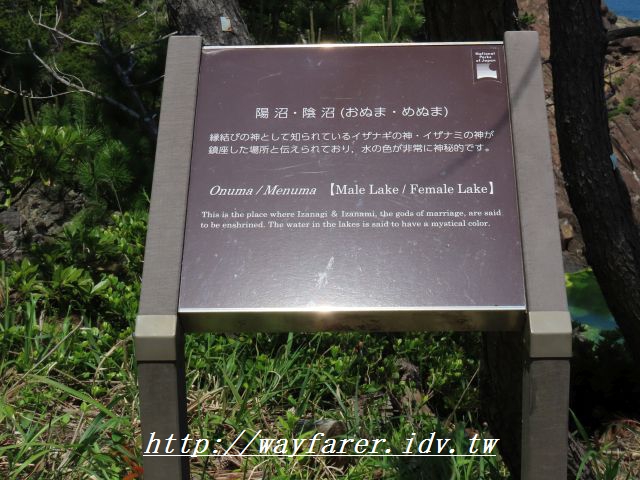 National
Parks
of Japan
陽沼・陰沼 (おぬま・めぬま)
縁結びの神として知られているイザナギの神・イザナミの神が
鎮座した場所と伝えられており、水の色が非常に神秘的です。
Onuma / Menuma 【Male Lake / Female Lake】
This is the place where Izanagi & Izanami, the gods of marriage, are said
to be enshrined. The water in the lakes is said to have a mystical color.
http://wayfarer.idv.tw